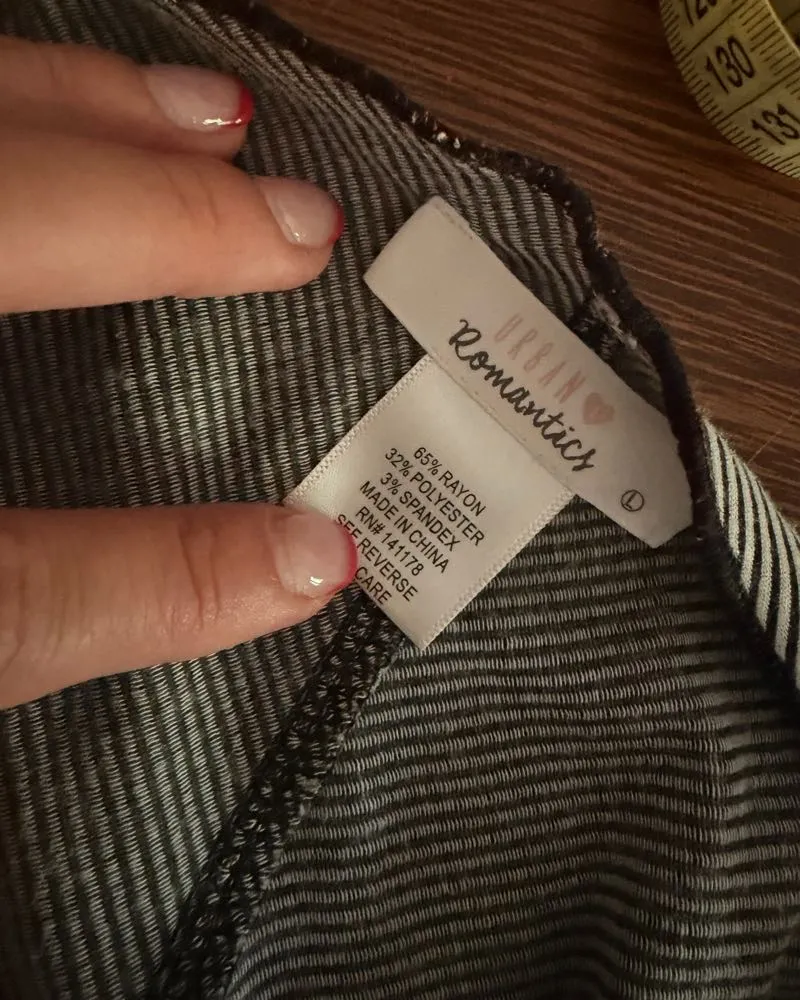 URBAN
Romantics
L
65% RAYON
32% POLYESTER
3% SPANDEX
MADE IN CHINA
RN# 141178
SEE REVERSE
CARE
130
131